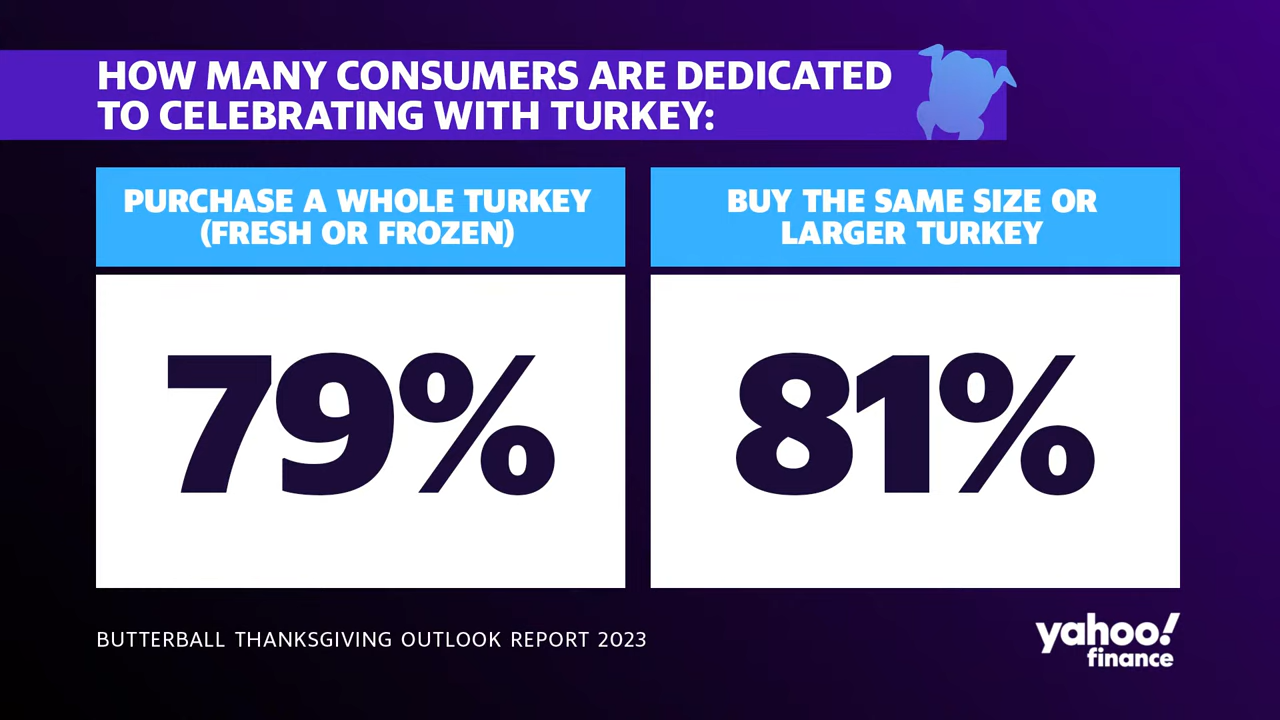 HOW MANY CONSUMERS ARE DEDICATED
TO CELEBRATING WITH TURKEY:
PURCHASE A WHOLE TURKEY
(FRESH OR FROZEN)
79%
BUY THE SAME SIZE OR
LARGER TURKEY
81%
BUTTERBALL THANKSGIVING OUTLOOK REPORT 2023
yahoo!
finance